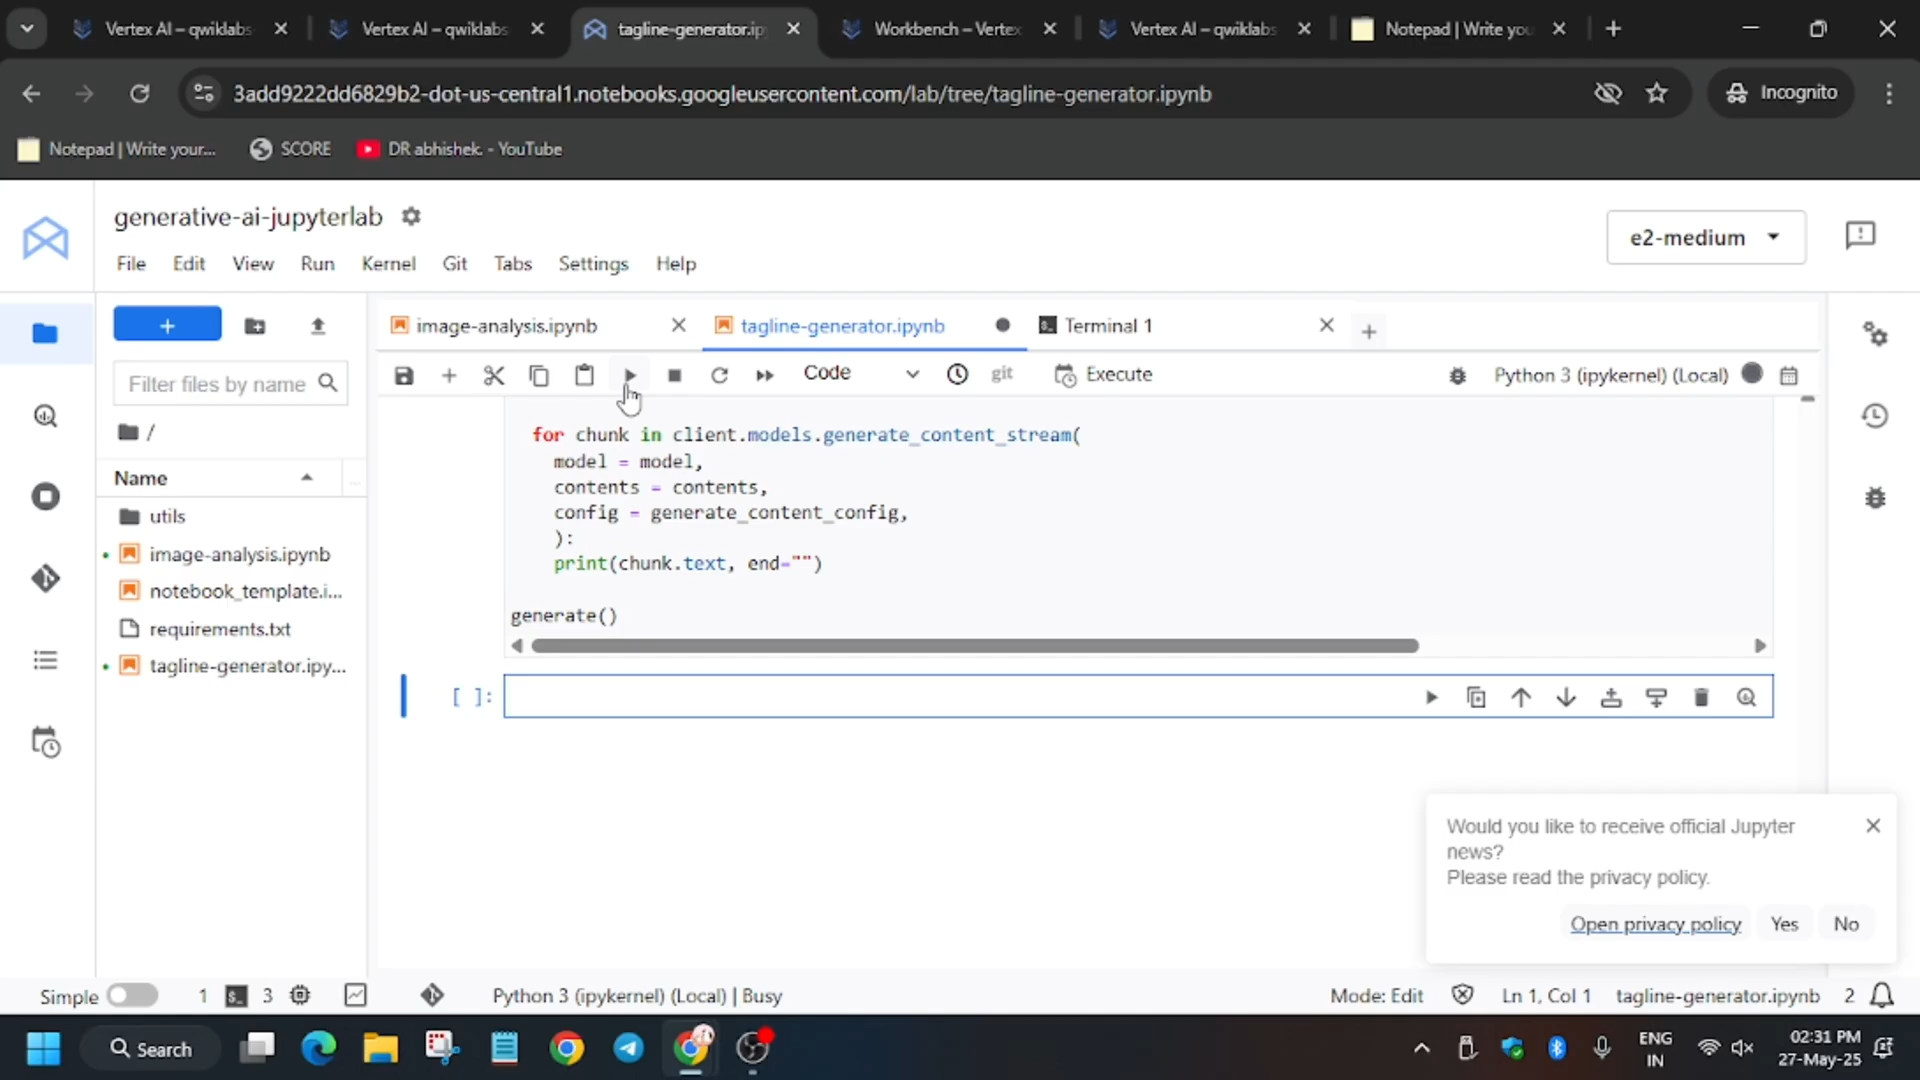 Vertex AI – qwiklabs
Vertex AI – qwiklabs
tagline-generator.ip
Workbench – Vertex
Vertex AI – qwiklabs
Notepad | Write you
3add9222dd6829b2-dot-us-central1.notebooks.googleusercontent.com/lab/tree/tagline-generator.ipynb
Incognito
Notepad | Write your...
SCORE
DR abhishek. - YouTube
generative-ai-jupyterlab
e2-medium
File
Edit
View
Run
Kernel
Git
Tabs
Settings
Help
image-analysis.ipynb
tagline-generator.ipynb
Terminal 1
Filter files by name
Code
git
Execute
Python 3 (ipykernel) (Local)
/
Name
utils
image-analysis.ipynb
notebook_template.i...
requirements.txt
tagline-generator.ipy...
for chunk in client.models.generate_content_stream(
model = model,
contents = contents,
config = generate_content_config,
):
print(chunk.text, end="")
generate()
[ ]:
Would you like to receive official Jupyter
news?
Please read the privacy policy.
Open privacy policy
Yes
No
Simple
1
3
Python 3 (ipykernel) (Local) | Busy
Mode: Edit
Ln 1, Col 1
tagline-generator.ipynb
2
Search
ENG
IN
02:31 PM
27-May-25